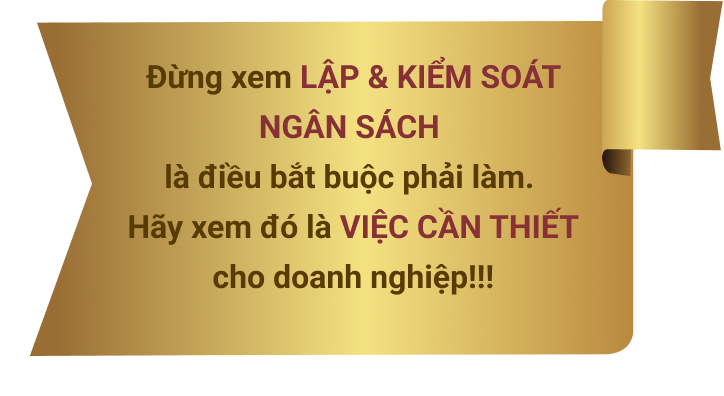 Đừng xem LẬP & KIỂM SOÁT
NGÂN SÁCH
là điều bắt buộc phải làm.
Hãy xem đó là VIỆC CẦN THIẾT
cho doanh nghiệp!!!